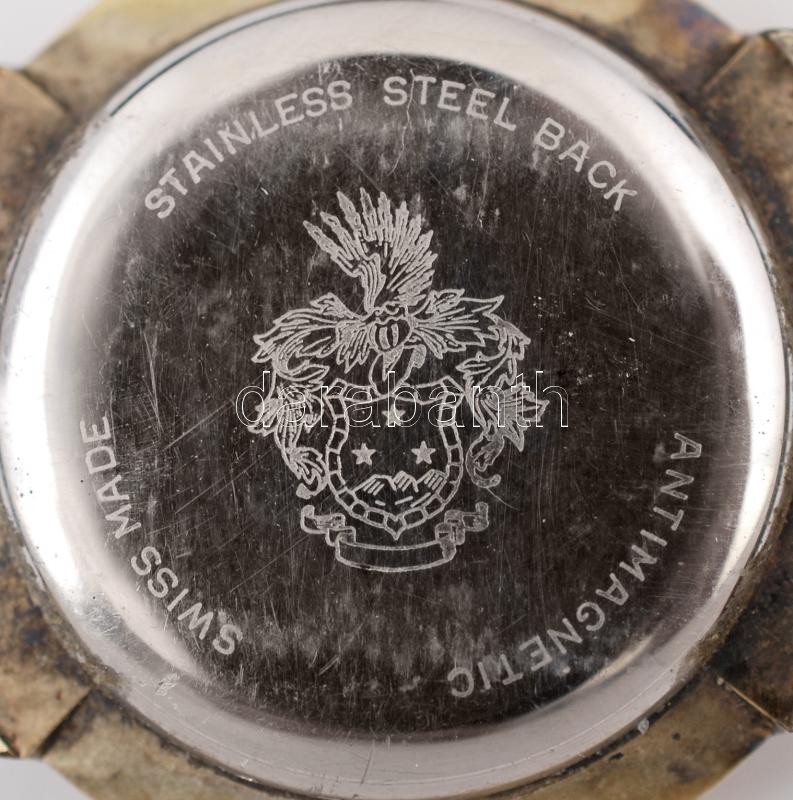 STAINLESS STEEL BACK
ANTIMAGNETIC
SWISS MADE
darabanth